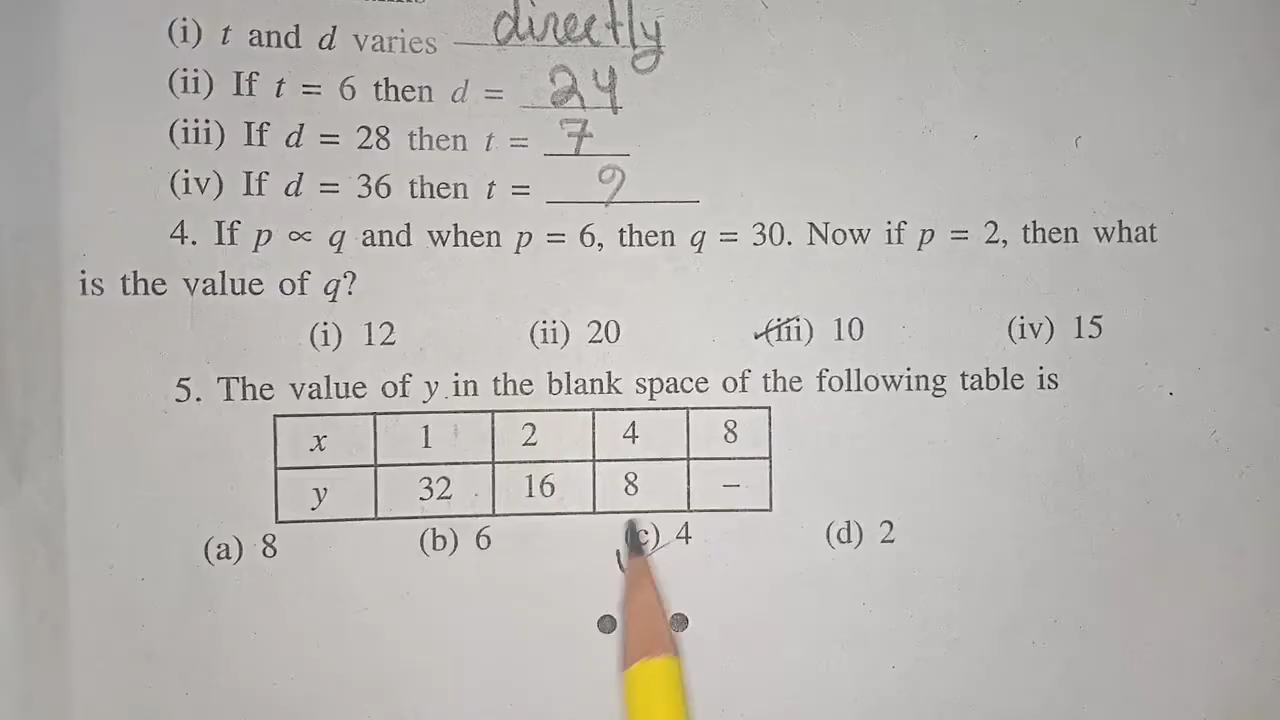 (i) t and d varies directly
(ii) If t = 6 then d = 24
(iii) If d = 28 then t = 7
(iv) If d = 36 then t = 9
4. If p ∝ q and when p = 6, then q = 30. Now if p = 2, then what
is the value of q?
(i) 12 (ii) 20 (iii) 10 (iv) 15
5. The value of y in the blank space of the following table is
x 1 2 4 8
y 32 16 8 –
(a) 8 (b) 6 (c) 4 (d) 2